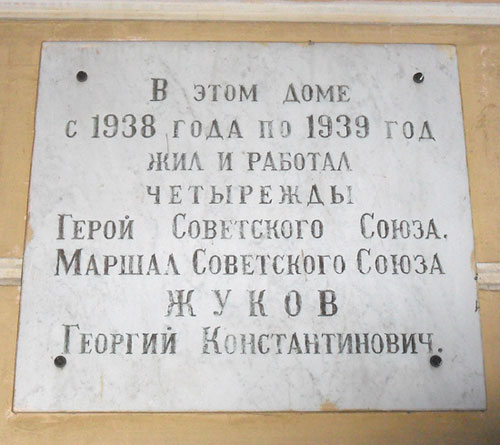 В этом доме
с 1938 года по 1939 год
жил и работал
четырежды
Герой Советского Союза.
Маршал Советского Союза
ЖУКОВ
Георгий Константинович.